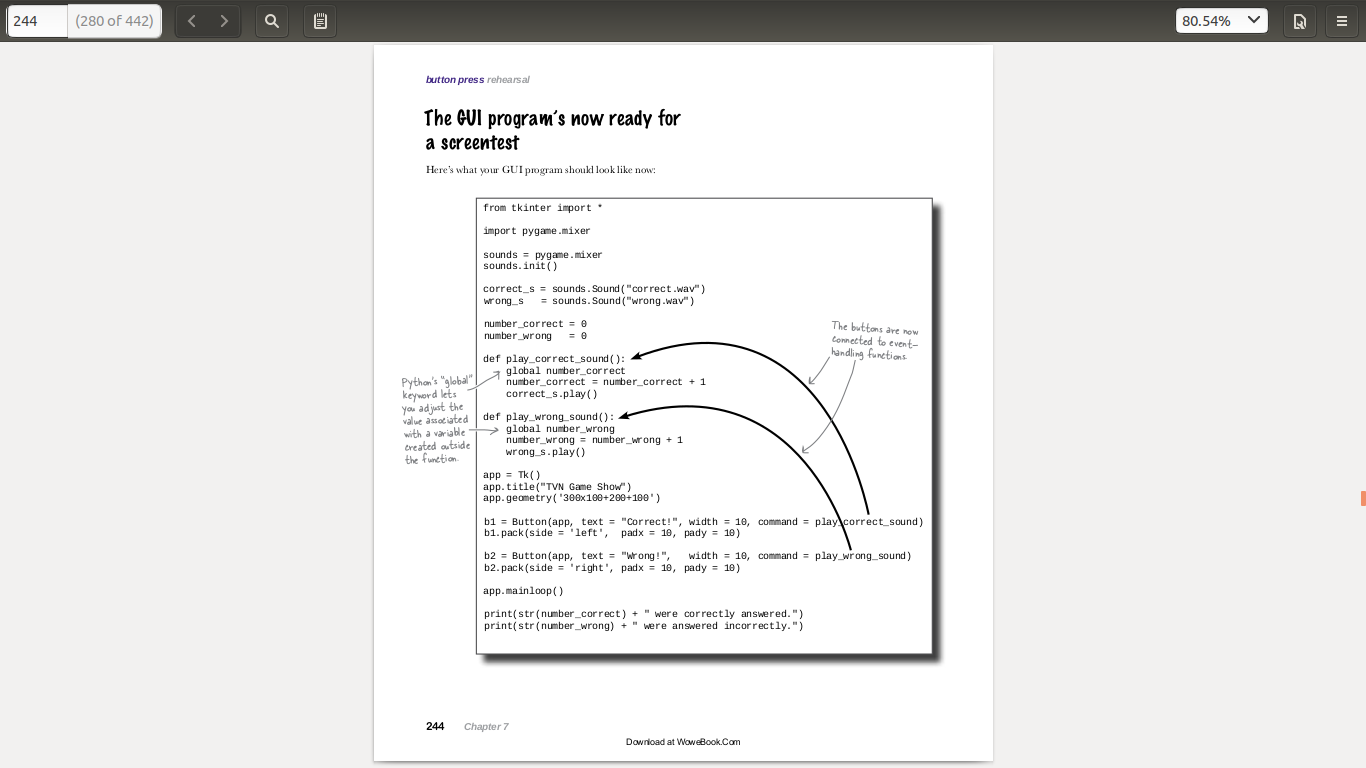 244 (280 of 442)
80.54%
button press rehearsal
The GUI program's now ready for
a screentest
Here's what your GUI program should look like now:
from tkinter import *
import pygame.mixer
sounds = pygame.mixer
sounds.init()
correct_s = sounds.Sound("correct.wav")
wrong_s   = sounds.Sound("wrong.wav")
number_correct = 0
number_wrong   = 0
def play_correct_sound():
    global number_correct
    number_correct = number_correct + 1
    correct_s.play()
def play_wrong_sound():
    global number_wrong
    number_wrong = number_wrong + 1
    wrong_s.play()
app = Tk()
app.title("TVN Game Show")
app.geometry('300x100+200+100')
b1 = Button(app, text = "Correct!", width = 10, command = play_correct_sound)
b1.pack(side = 'left',  padx = 10, pady = 10)
b2 = Button(app, text = "Wrong!",   width = 10, command = play_wrong_sound)
b2.pack(side = 'right', padx = 10, pady = 10)
app.mainloop()
print(str(number_correct) + " were correctly answered.")
print(str(number_wrong) + " were answered incorrectly.")
The buttons are now
connected to event-
handling functions.
Python's "global"
keyword lets
you adjust the
value associated
with a variable
created outside
the function.
244 Chapter 7
Download at WoweBook.Com